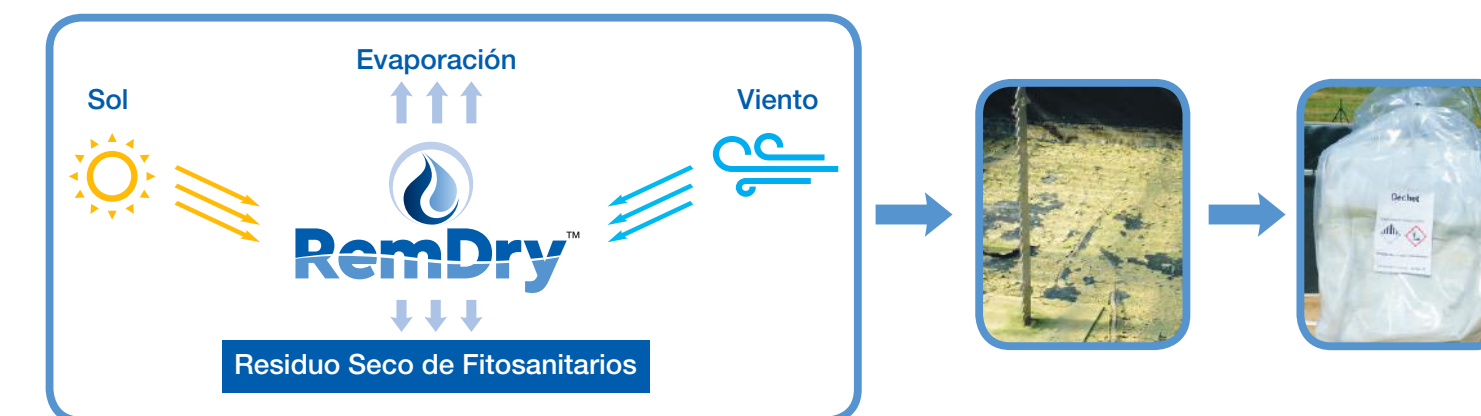 Evaporación
Sol
Viento
RemDry™
Residuo Seco de Fitosanitarios
Déchet